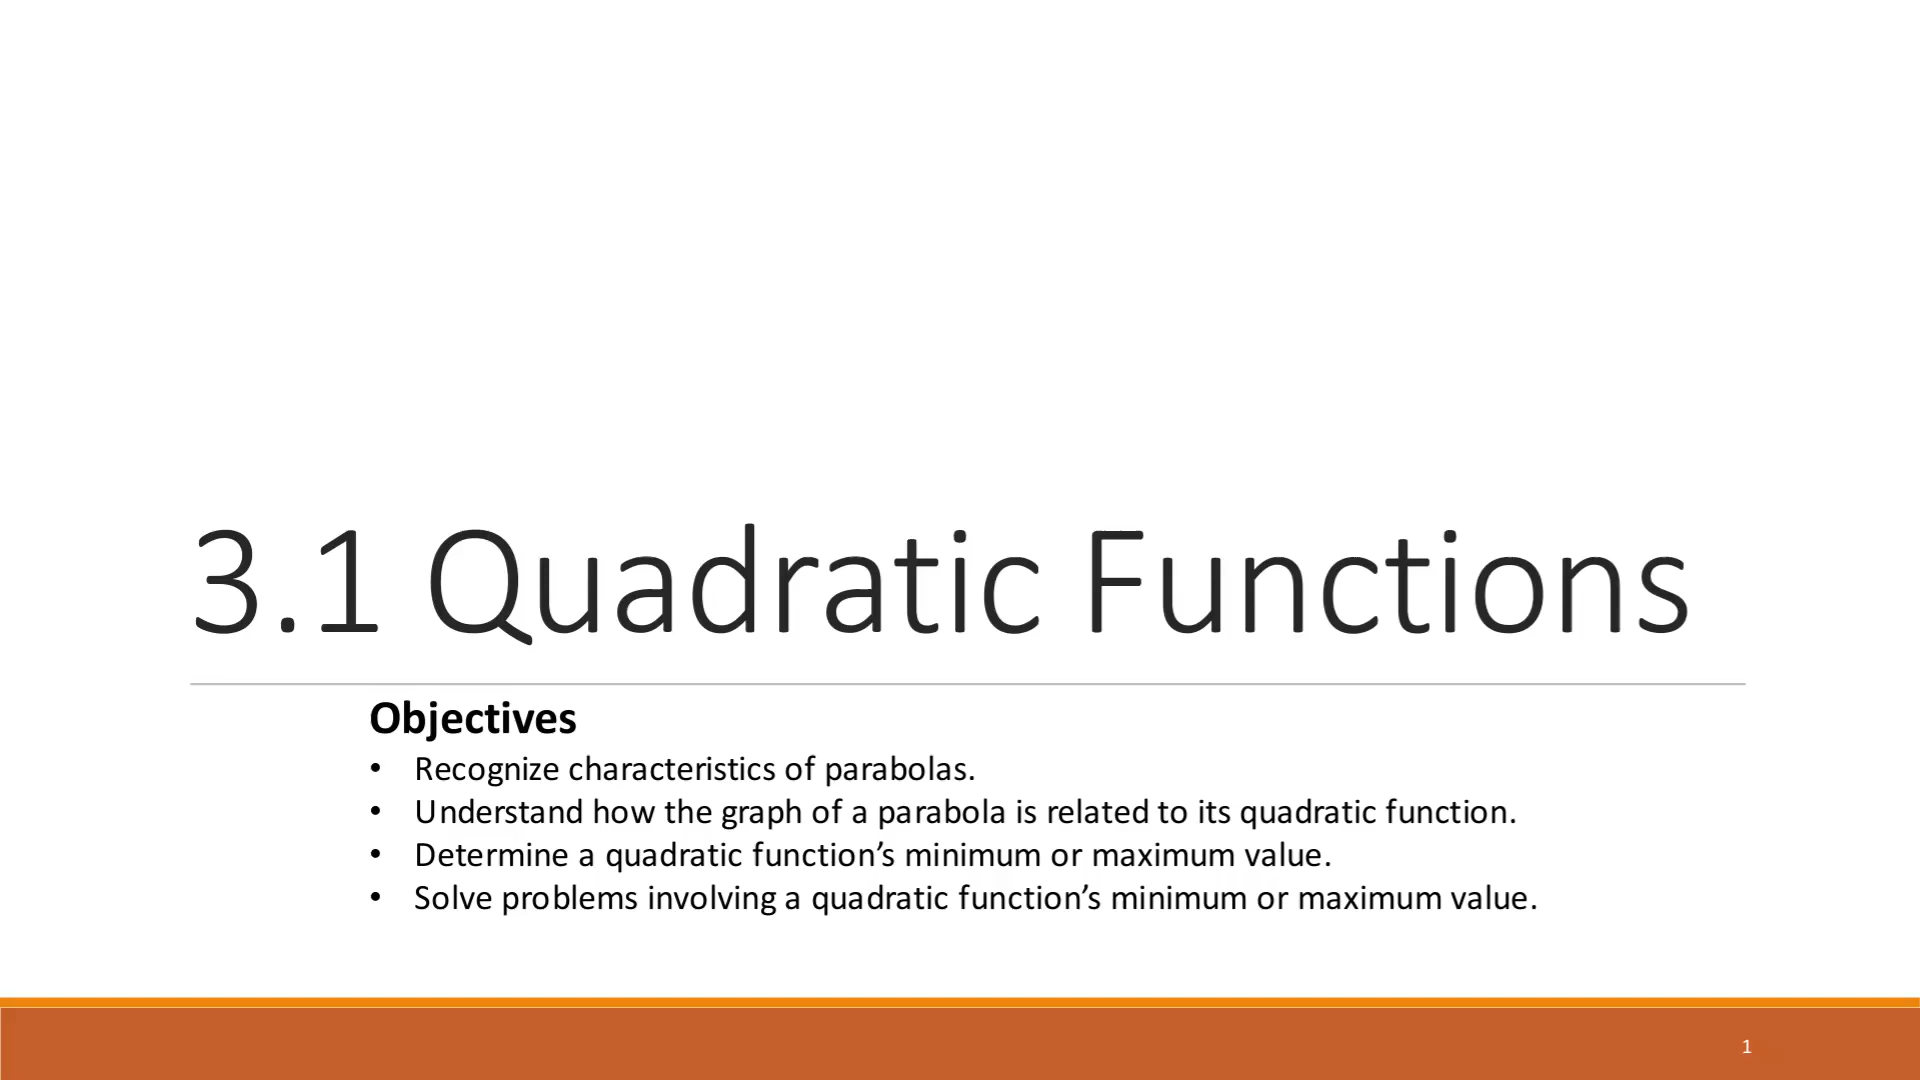 3.1 Quadratic Functions
Objectives
• Recognize characteristics of parabolas.
• Understand how the graph of a parabola is related to its quadratic function.
• Determine a quadratic function’s minimum or maximum value.
• Solve problems involving a quadratic function’s minimum or maximum value.
1